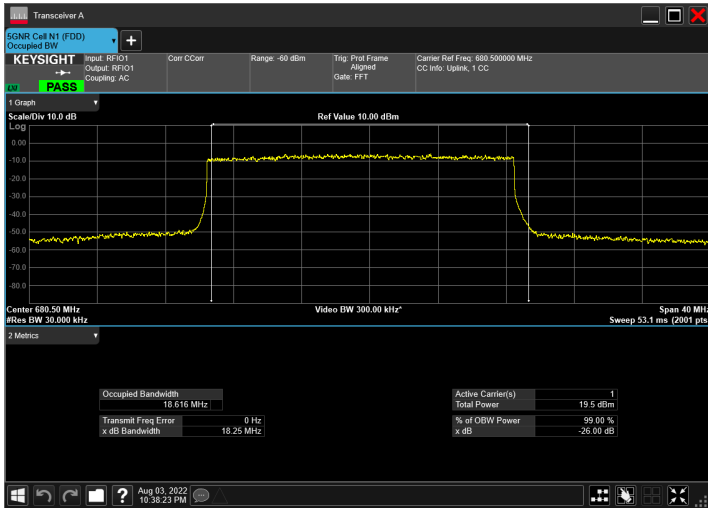 Transceiver A
5GNR Cell N1 (FDD)
Occupied BW
KEYSIGHT
LXI
PASS
Input: RFIO1
Output: RFIO1
Coupling: AC
Corr CCorr
Range: -60 dBm
Trig: Prot Frame
Aligned
Gate: FFT
Carrier Ref Freq: 680.500000 MHz
CC Info: Uplink, 1 CC
1 Graph
Scale/Div 10.0 dB
Ref Value 10.00 dBm
Log
0.00
-10.0
-20.0
-30.0
-40.0
-50.0
-60.0
-70.0
-80.0
Center 680.50 MHz
Video BW 300.00 kHz*
Span 40 MHz
#Res BW 30.000 kHz
Sweep 53.1 ms (2001 pts
2 Metrics
Occupied Bandwidth
18.616 MHz
Transmit Freq Error 0 Hz
x dB Bandwidth 18.25 MHz
Active Carrier(s) 1
Total Power 19.5 dBm
% of OBW Power 99.00 %
x dB -26.00 dB
?
Aug 03, 2022
10:38:23 PM